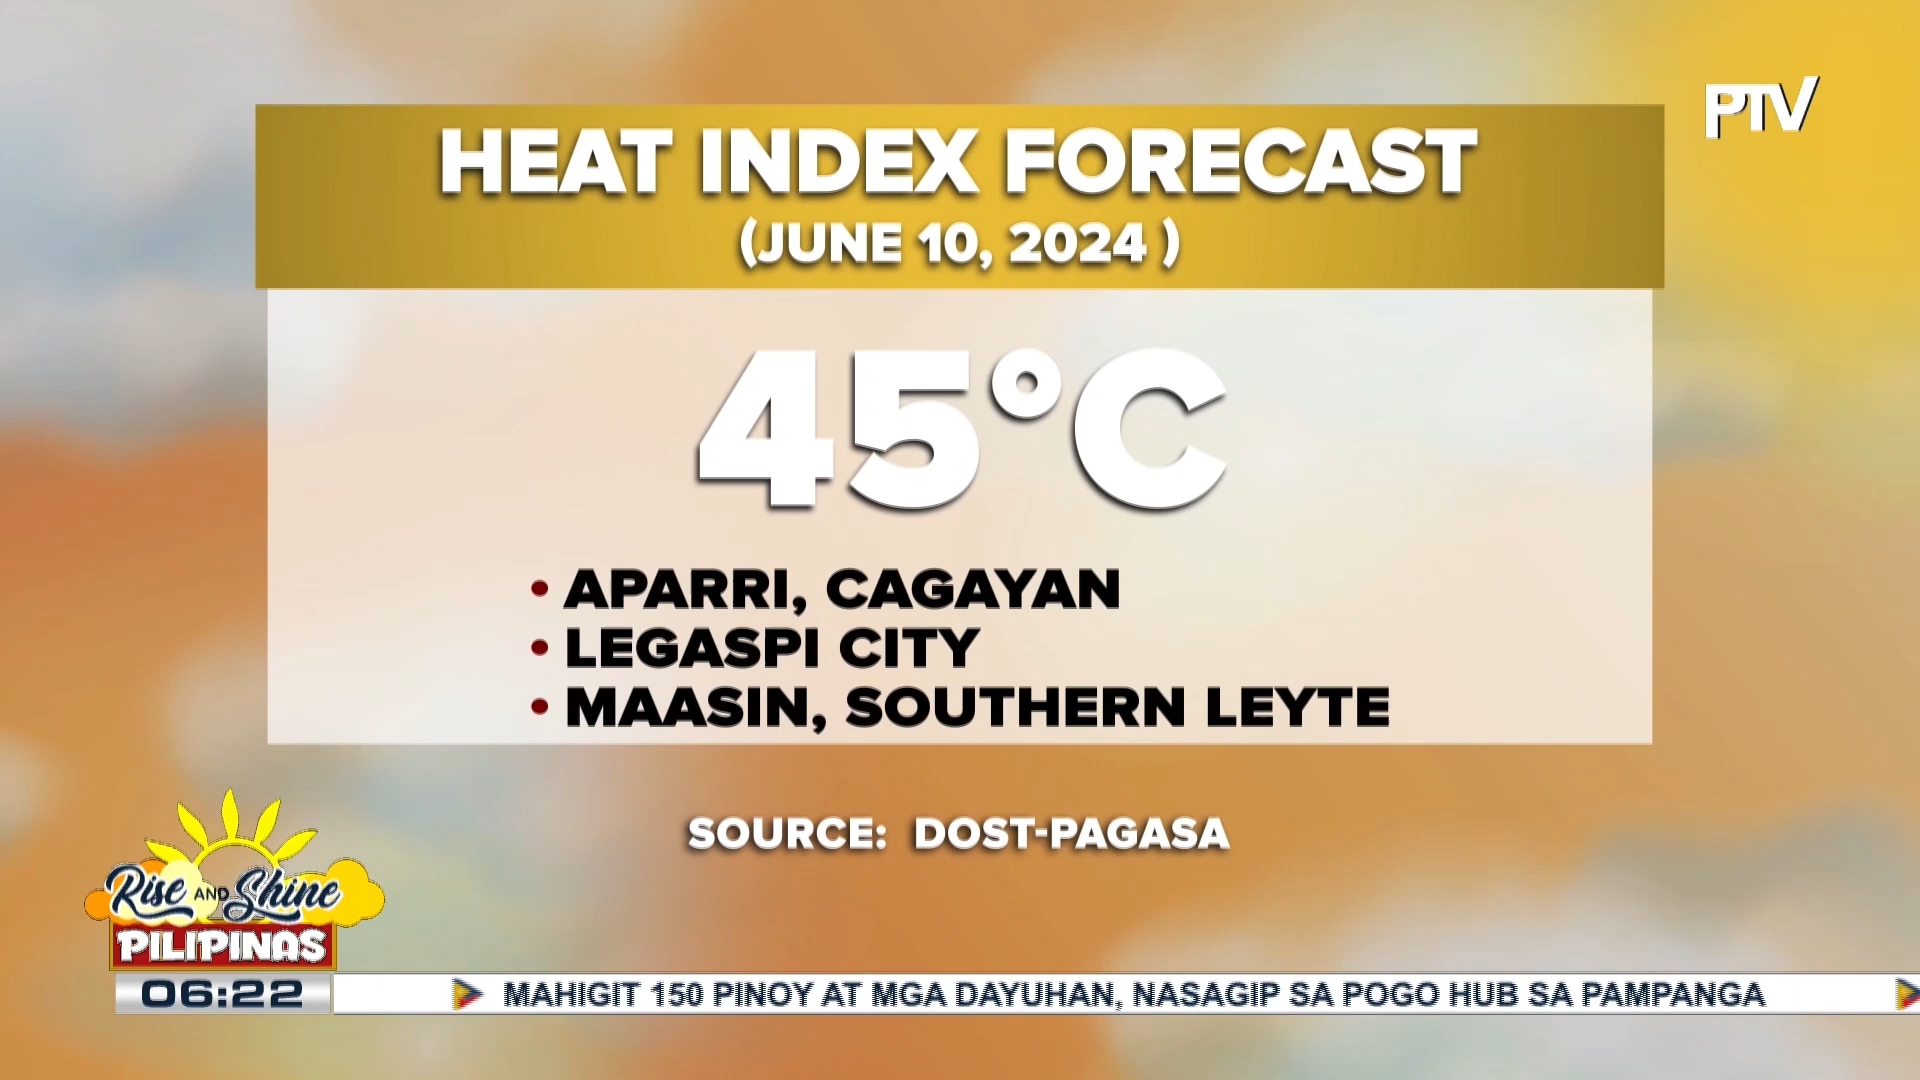 PTV
HEAT INDEX FORECAST
(JUNE 10, 2024 )
45°C
• APARRI, CAGAYAN
• LEGASPI CITY
• MAASIN, SOUTHERN LEYTE
SOURCE: DOST-PAGASA
Rise AND Shine
PILIPINAS
06:22
MAHIGIT 150 PINOY AT MGA DAYUHAN, NASAGIP SA POGO HUB SA PAMPANGA